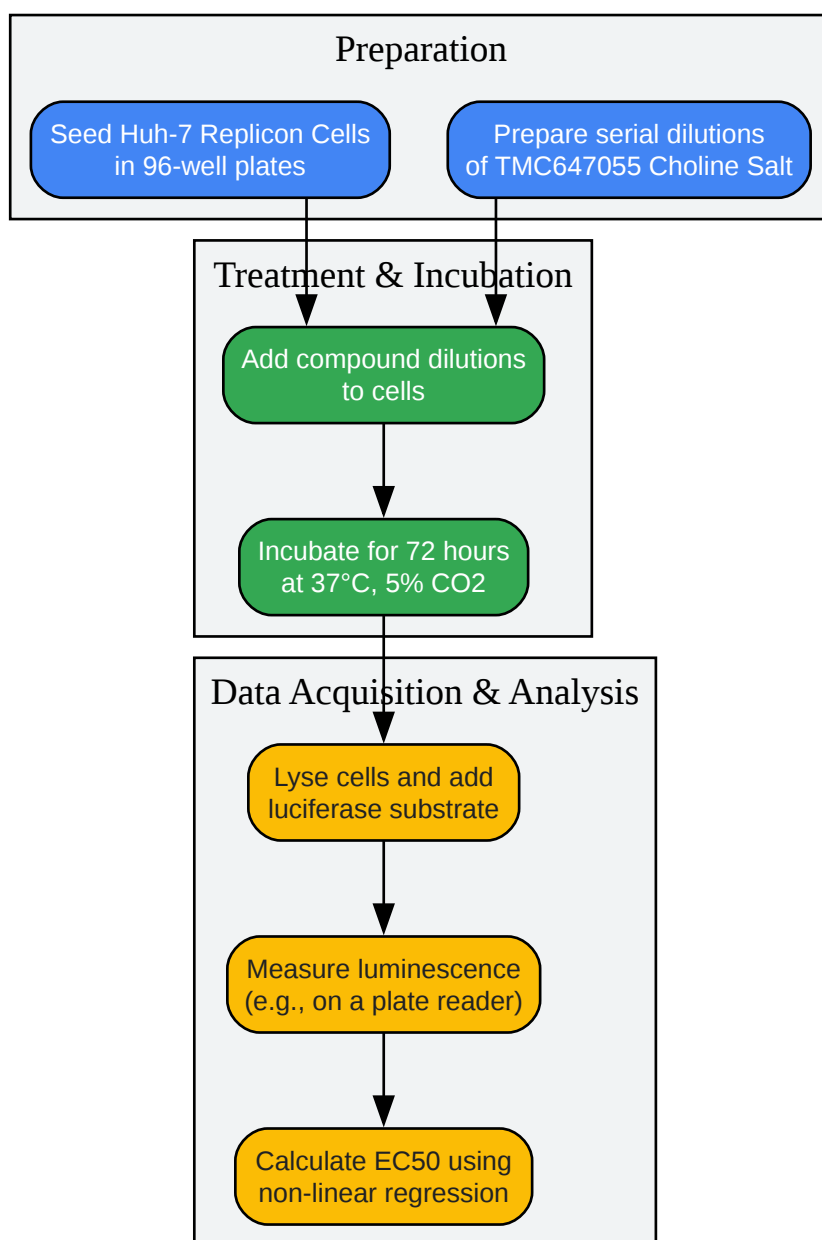 Preparation
Seed Huh-7 Replicon Cells
in 96-well plates
Prepare serial dilutions
of TMC647055 Choline Salt
Treatment & Incubation
Add compound dilutions
to cells
Incubate for 72 hours
at 37°C, 5% CO2
Data Acquisition & Analysis
Lyse cells and add
luciferase substrate
Measure luminescence
(e.g., on a plate reader)
Calculate EC50 using
non-linear regression